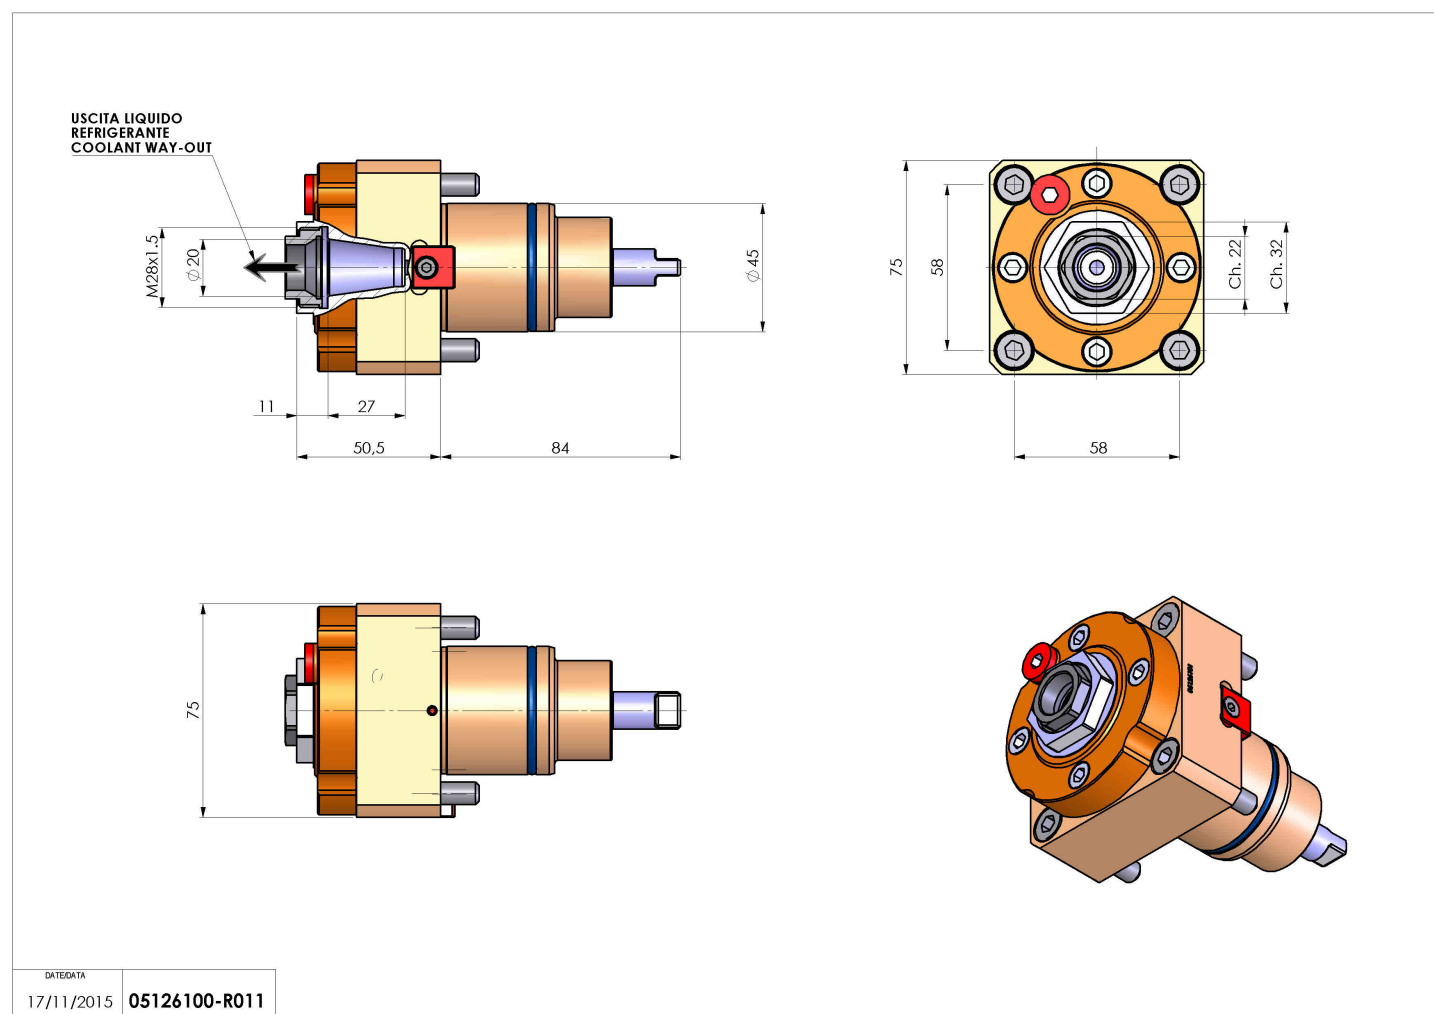 USCITA LIQUIDO
REFRIGERANTE
COOLANT WAY-OUT
M28x1.5
∅20
∅45
11
27
50,5
84
75
58
Ch. 22
Ch. 32
58
75
DATE/DATA
17/11/2015
05126100-R011